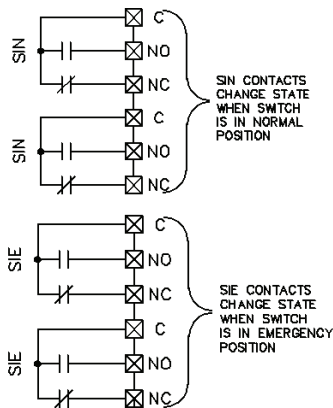 SIN
C
NO
NC
SIN
C
NO
NC
SIN CONTACTS
CHANGE STATE
WHEN SWITCH
IS IN NORMAL
POSITION
SIE
C
NO
NC
SIE
C
NO
NC
SIE CONTACTS
CHANGE STATE
WHEN SWITCH
IS IN EMERGENCY
POSITION